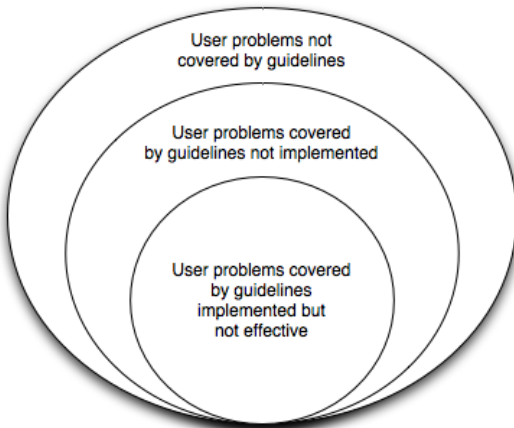 User problems not
covered by guidelines
User problems covered
by guidelines not implemented
User problems covered
by guidelines
implemented but
not effective